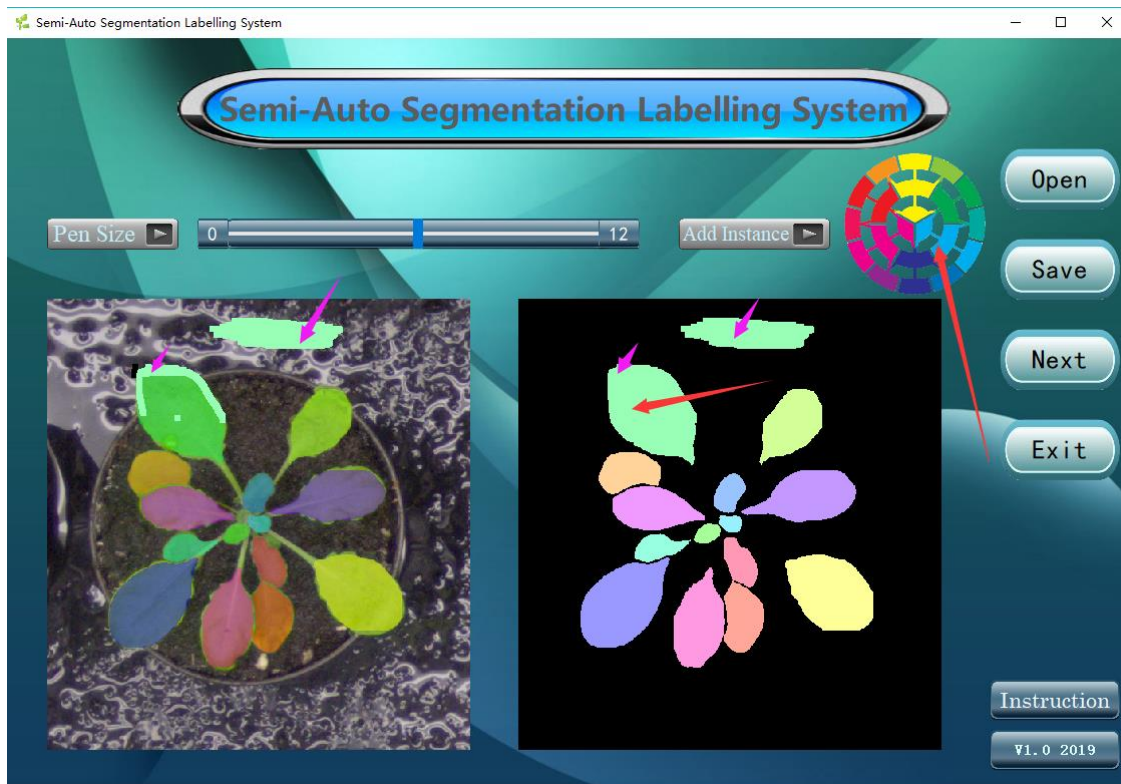 Semi-Auto Segmentation Labelling System
Semi-Auto Segmentation Labelling System
Open
Pen Size
0
12
Add Instance
Save
Next
Exit
Instruction
V1.0 2019